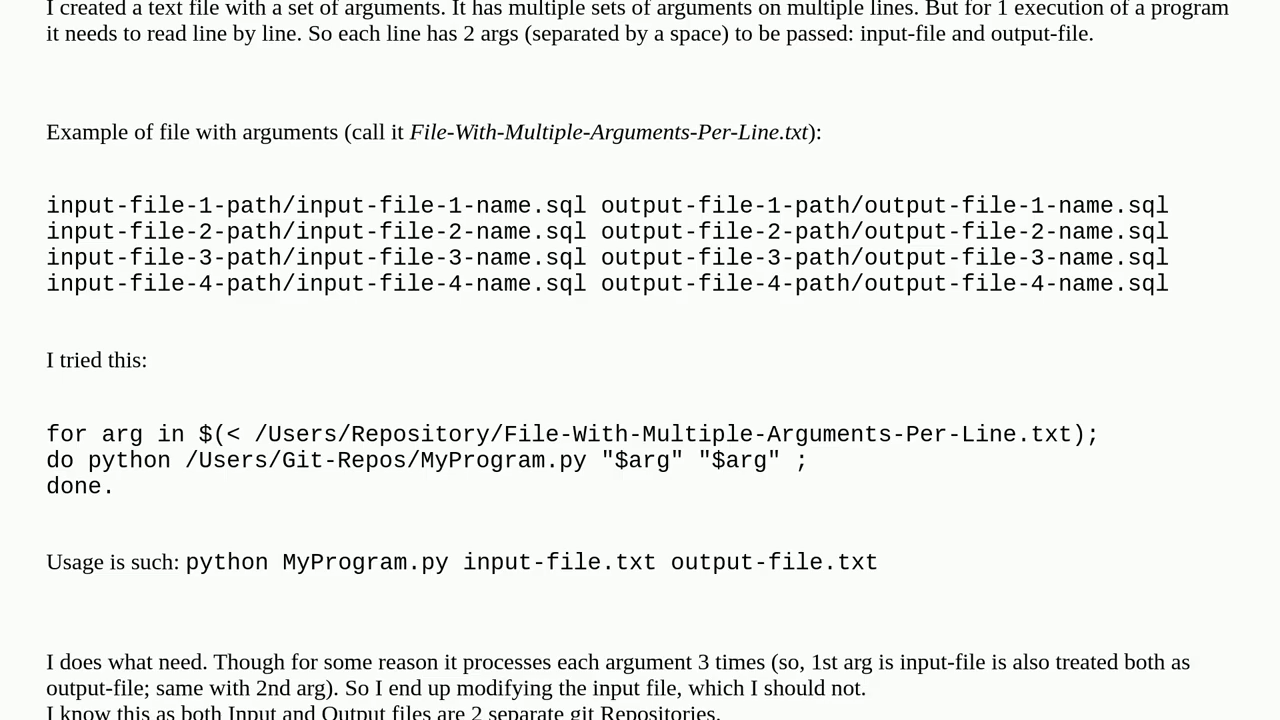 I created a text file with a set of arguments. It has multiple sets of arguments on multiple lines. But for 1 execution of a program
it needs to read line by line. So each line has 2 args (separated by a space) to be passed: input-file and output-file.
Example of file with arguments (call it File-With-Multiple-Arguments-Per-Line.txt):
input-file-1-path/input-file-1-name.sql output-file-1-path/output-file-1-name.sql
input-file-2-path/input-file-2-name.sql output-file-2-path/output-file-2-name.sql
input-file-3-path/input-file-3-name.sql output-file-3-path/output-file-3-name.sql
input-file-4-path/input-file-4-name.sql output-file-4-path/output-file-4-name.sql
I tried this:
for arg in $(< /Users/Repository/File-With-Multiple-Arguments-Per-Line.txt);
do python /Users/Git-Repos/MyProgram.py "$arg" "$arg" ;
done.
Usage is such: python MyProgram.py input-file.txt output-file.txt
I does what need. Though for some reason it processes each argument 3 times (so, 1st arg is input-file is also treated both as
output-file; same with 2nd arg). So I end up modifying the input file, which I should not.
I know this as both Input and Output files are 2 separate git Repositories.